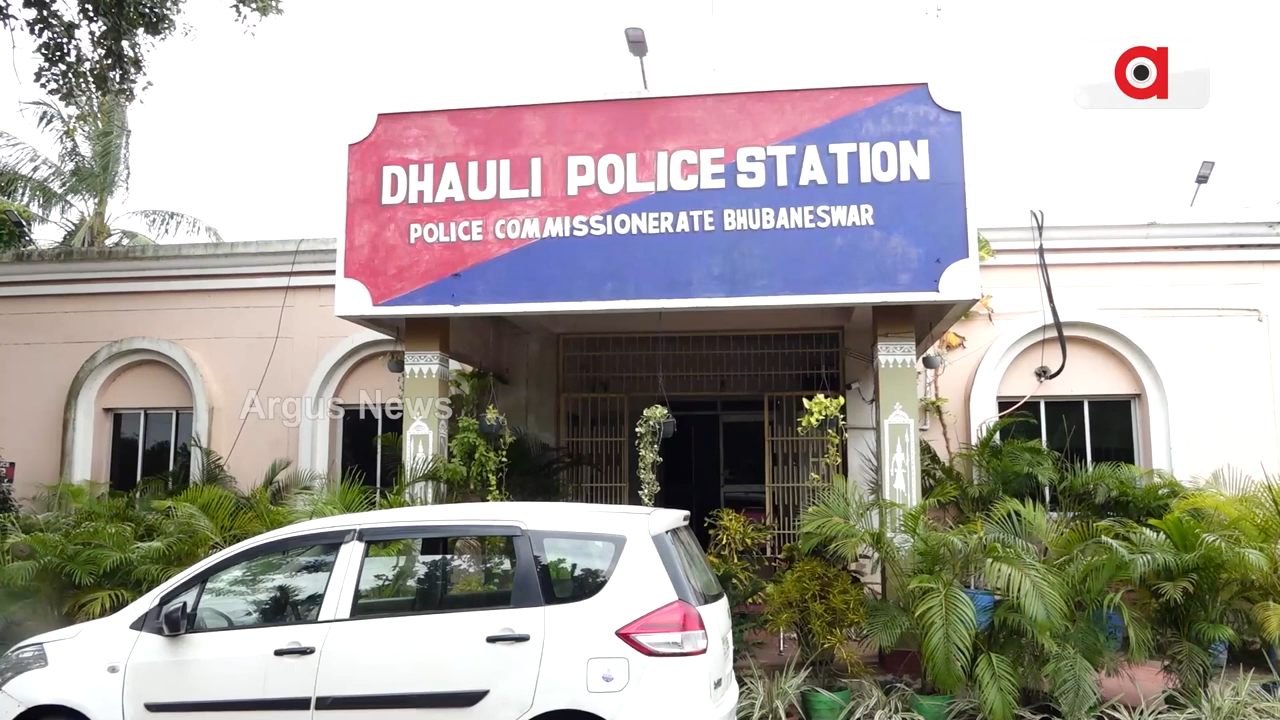 DHAULI POLICE STATION
POLICE COMMISSIONERATE BHUBANESWAR
Argus News
a